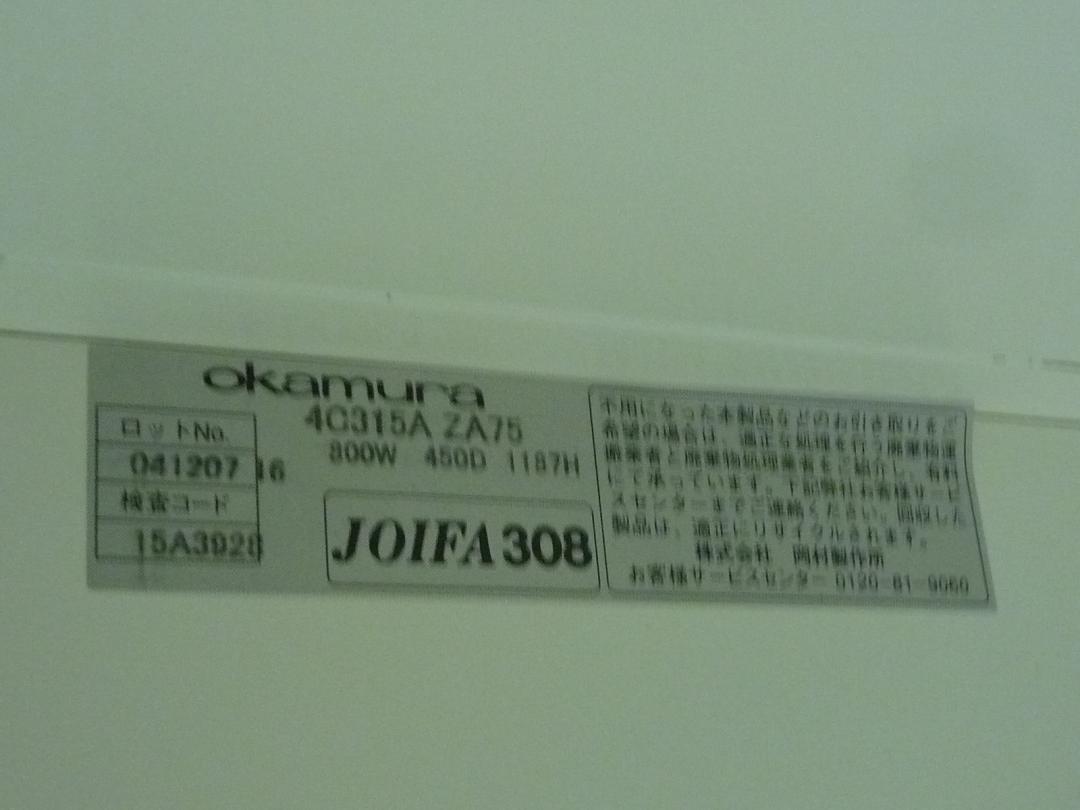 okamura
4C315A ZA75
800W 450D 1187H
ロットNo.
041207 16
検査コード
15A3920
JOIFA 308
不用になった本製品などのお引き取りをご
希望の場合は、適正な処理を行う廃棄物運
搬業者と廃棄物処理業者をご紹介し、有料
にて承っています。下記弊社お客様サービ
スセンターまでご連絡ください。回収した
製品は、適正にリサイクルされます。
株式会社 岡村製作所
お客様サービスセンター 0120-81-9060